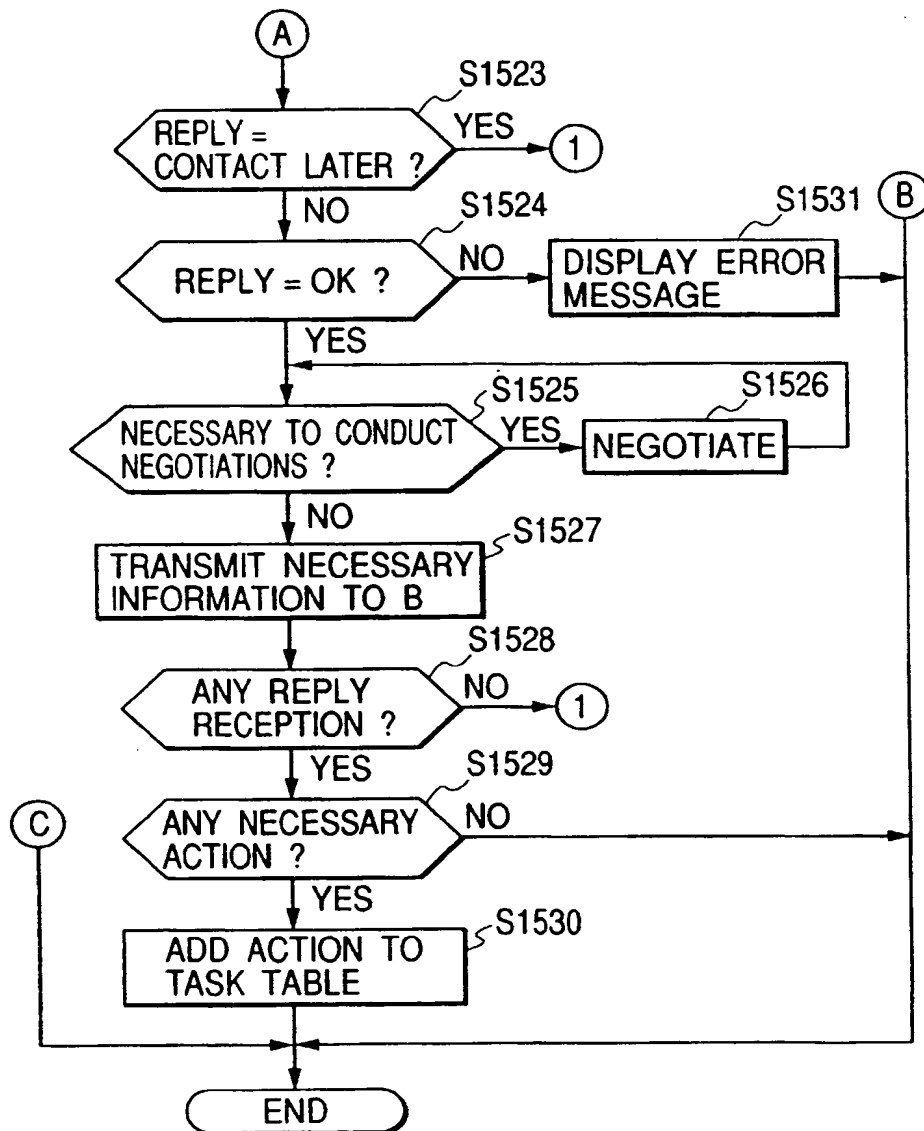 A
S1523
REPLY =
CONTACT LATER ?
YES
1
NO
B
S1524
REPLY = OK ?
NO
S1531
DISPLAY ERROR
MESSAGE
YES
S1525
NECESSARY TO CONDUCT
NEGOTIATIONS ?
YES
S1526
NEGOTIATE
NO
S1527
TRANSMIT NECESSARY
INFORMATION TO B
S1528
ANY REPLY
RECEPTION ?
NO
1
YES
S1529
C
ANY NECESSARY
ACTION ?
NO
YES
S1530
ADD ACTION TO
TASK TABLE
END